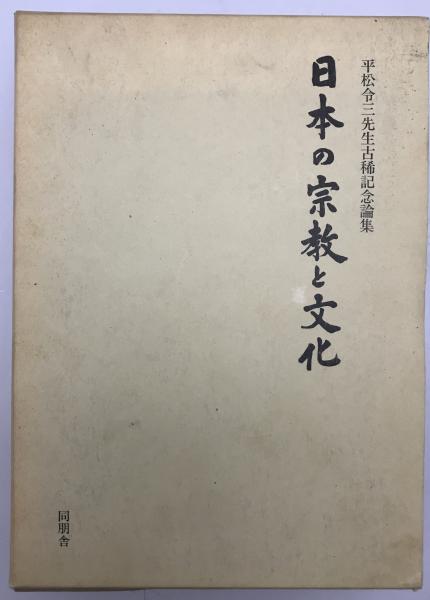 平松令三先生古稀記念論集
日本の宗教と文化
同朋舎